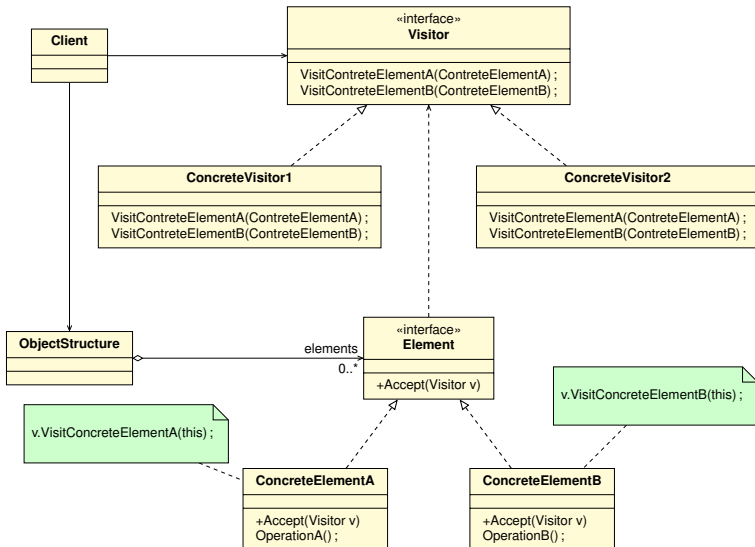 «interface»
Visitor
VisitContreteElementA(ContreteElementA) ;
VisitContreteElementB(ContreteElementB) ;
Client
ConcreteVisitor1
VisitContreteElementA(ContreteElementA) ;
VisitContreteElementB(ContreteElementB) ;
ConcreteVisitor2
VisitContreteElementA(ContreteElementA) ;
VisitContreteElementB(ContreteElementB) ;
ObjectStructure
elements
0..*
«interface»
Element
+Accept(Visitor v)
v.VisitConcreteElementA(this) ;
v.VisitConcreteElementB(this) ;
ConcreteElementA
+Accept(Visitor v)
OperationA() ;
ConcreteElementB
+Accept(Visitor v)
OperationB() ;